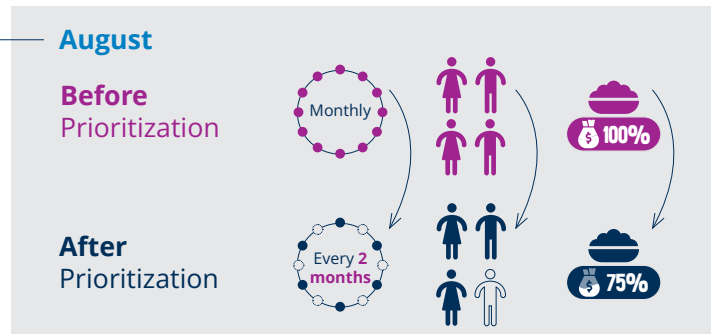 August
Before
Prioritization
Monthly
$ 100%
After
Prioritization
Every 2
months
$ 75%